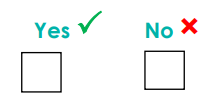 Yes No